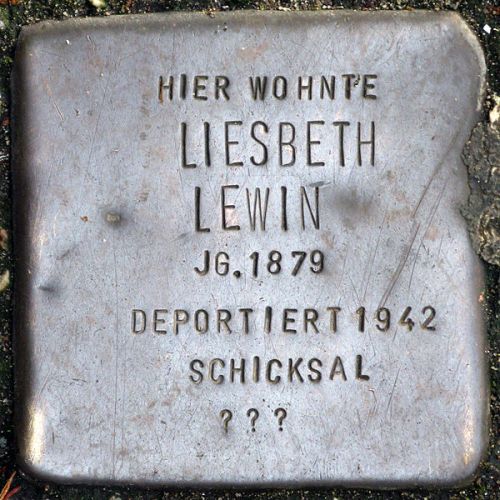 HIER WOHNTE
LIESBETH
LEWIN
JG.1879
DEPORTIERT 1942
SCHICKSAL
???